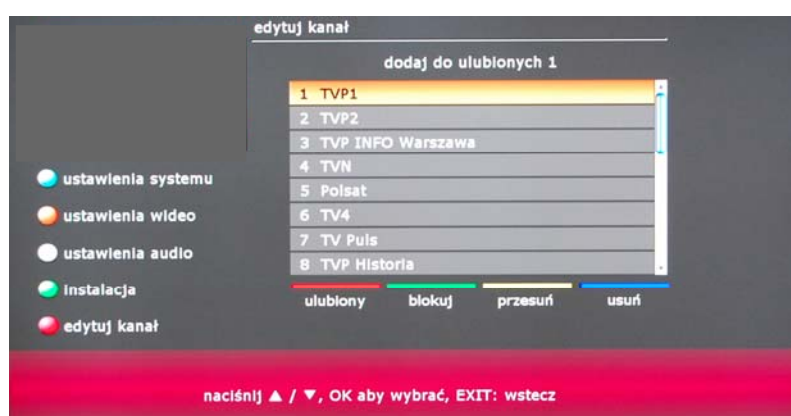 edytuj kanał
dodaj do ulubionych 1
1 TVP1
2 TVP2
3 TVP INFO Warszawa
4 TVN
5 Polsat
6 TV4
7 TV Puls
8 TVP Historia
ulubiony blokuj przesuń usuń
ustawienia systemu
ustawienia wideo
ustawienia audio
instalacja
edytuj kanał
naciśnij ▲ / ▼, OK aby wybrać, EXIT: wstecz